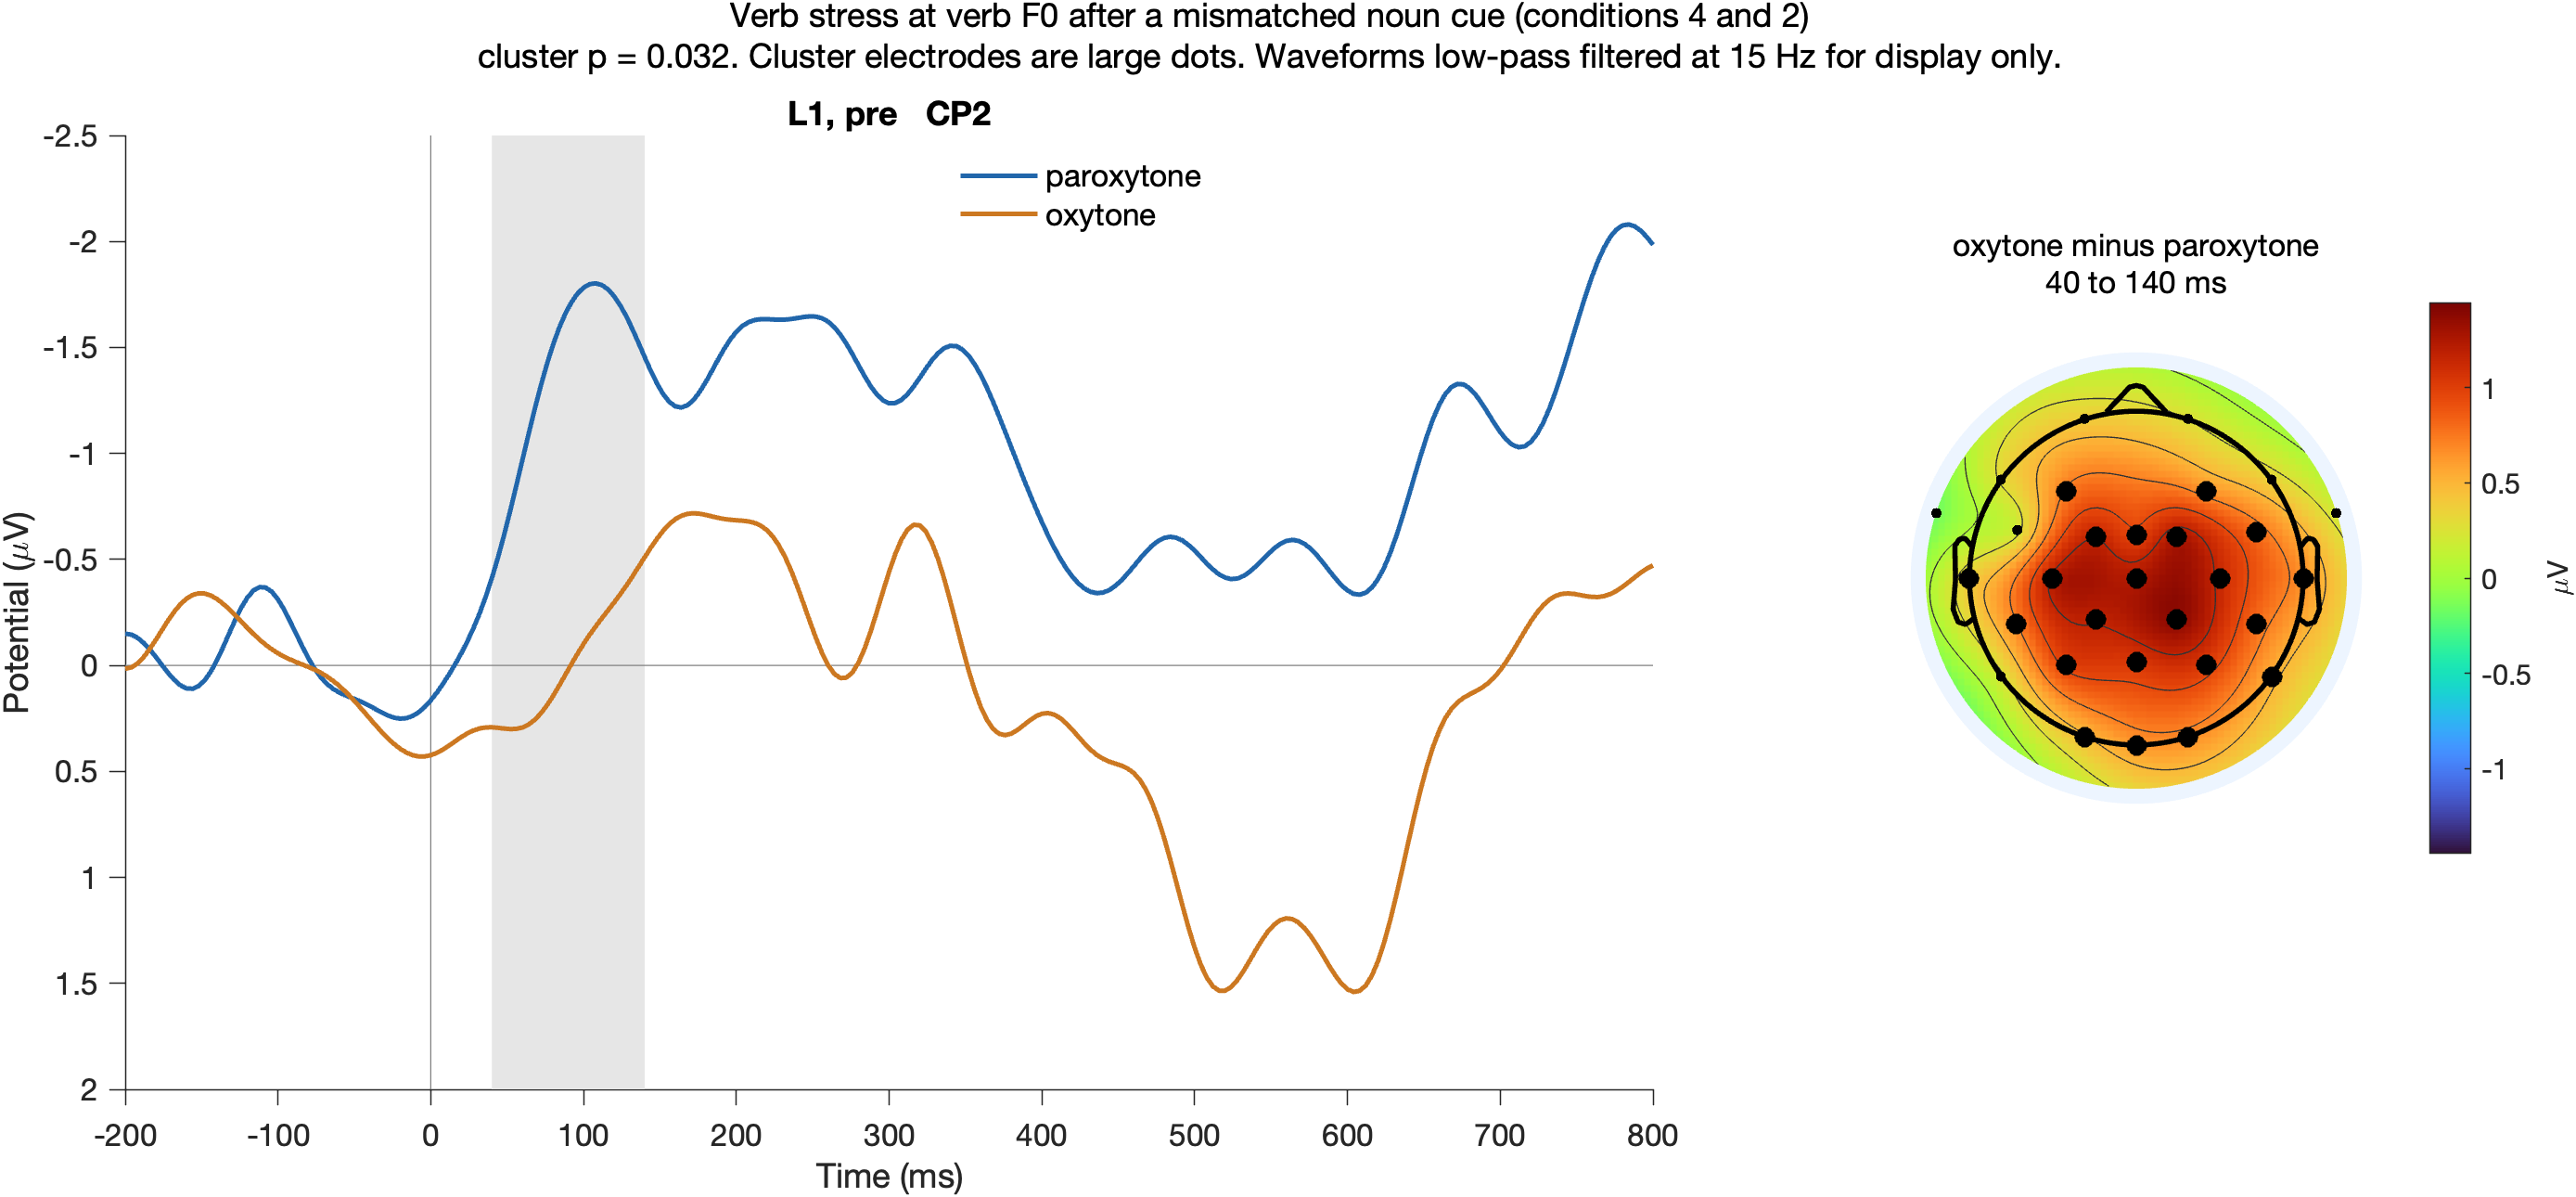 Verb stress at verb F0 after a mismatched noun cue (conditions 4 and 2)
cluster p = 0.032. Cluster electrodes are large dots. Waveforms low-pass filtered at 15 Hz for display only.
L1, pre CP2
paroxytone
oxytone
-2.5
-2
-1.5
-1
-0.5
0
0.5
1
1.5
2
Potential (μV)
-200 -100 0 100 200 300 400 500 600 700 800
Time (ms)
oxytone minus paroxytone
40 to 140 ms
1
0.5
0
-0.5
-1
μV